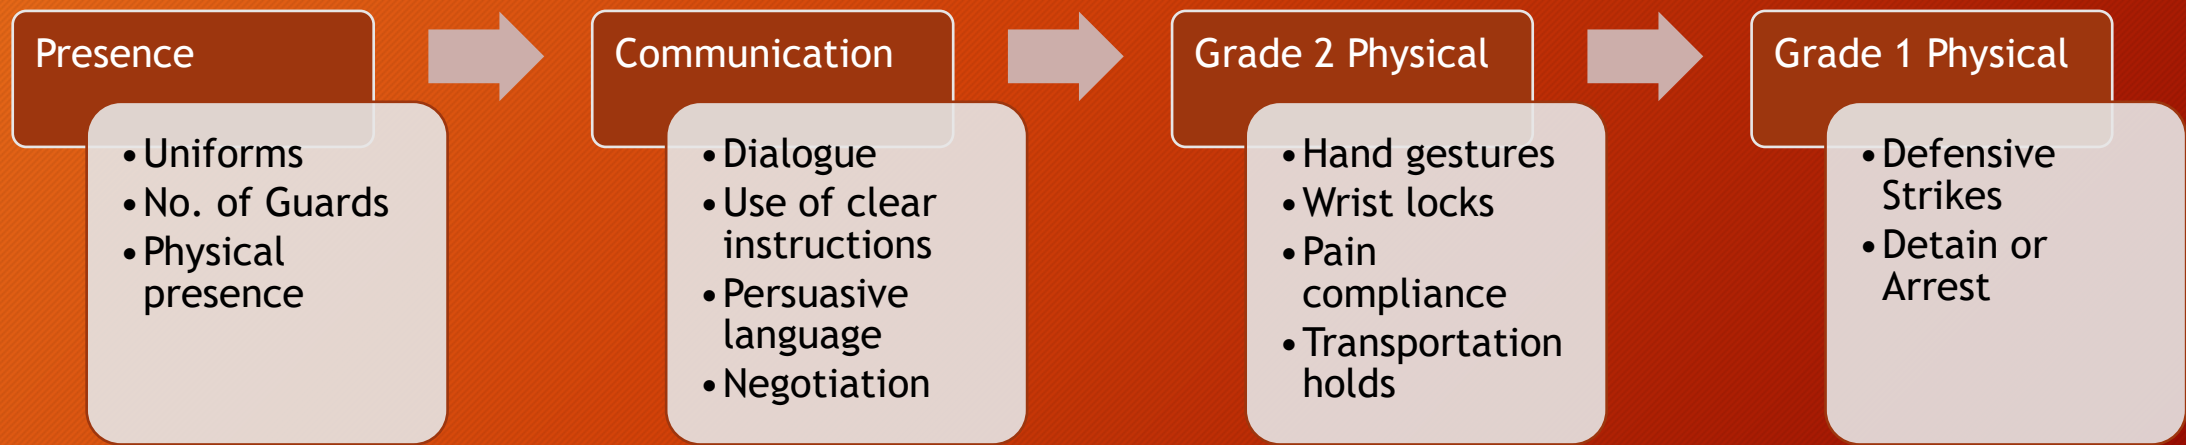 Presence
•Uniforms
•No. of Guards
•Physical
presence
Communication
•Dialogue
•Use of clear
instructions
•Persuasive
language
•Negotiation
Grade 2 Physical
•Hand gestures
•Wrist locks
•Pain
compliance
•Transportation
holds
Grade 1 Physical
•Defensive
Strikes
•Detain or
Arrest